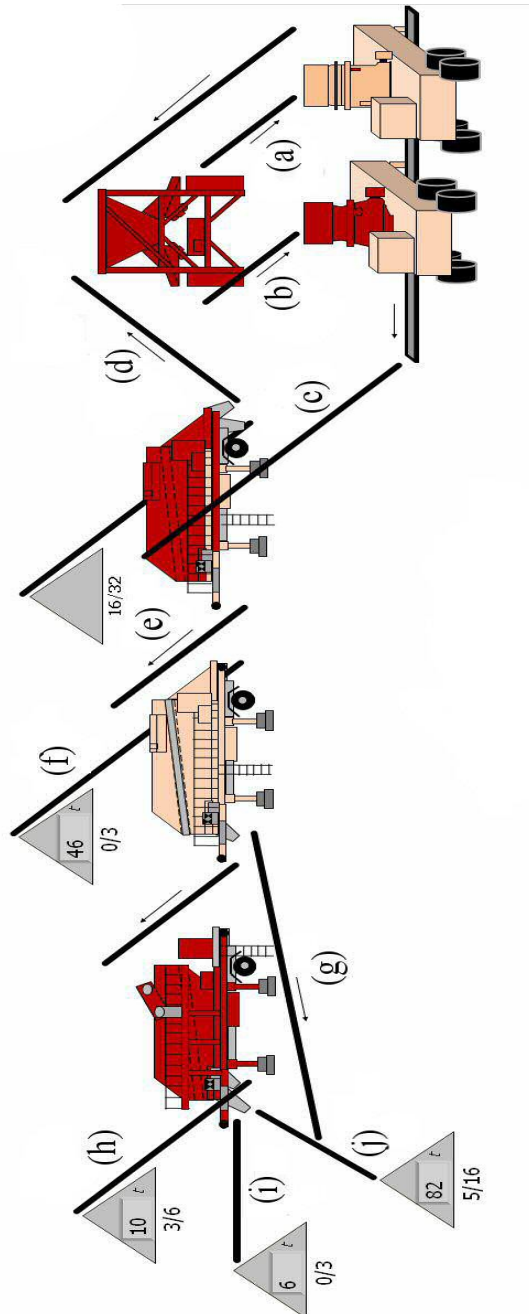 (a)
(b)
(c)
(d)
16/32
(e)
(f)
46 t
0/3
(g)
(h)
10 t
3/6
(i)
6 t
0/3
(j)
82 t
5/16